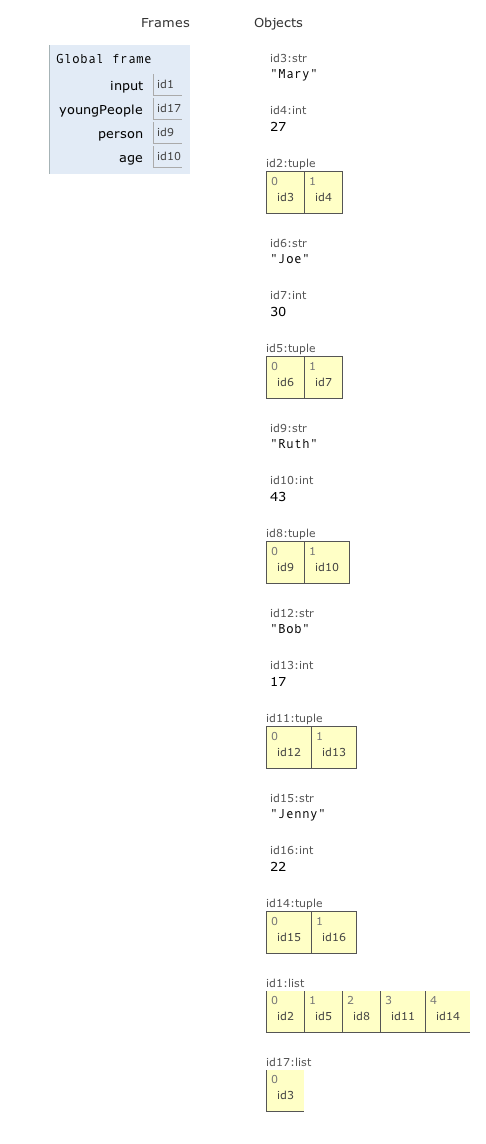 Frames Objects
Global frame
input id1
youngPeople id17
person id9
age id10
id3:str
"Mary"
id4:int
27
id2:tuple
0 1
id3 id4
id6:str
"Joe"
id7:int
30
id5:tuple
0 1
id6 id7
id9:str
"Ruth"
id10:int
43
id8:tuple
0 1
id9 id10
id12:str
"Bob"
id13:int
17
id11:tuple
0 1
id12 id13
id15:str
"Jenny"
id16:int
22
id14:tuple
0 1
id15 id16
id1:list
0 1 2 3 4
id2 id5 id8 id11 id14
id17:list
0
id3